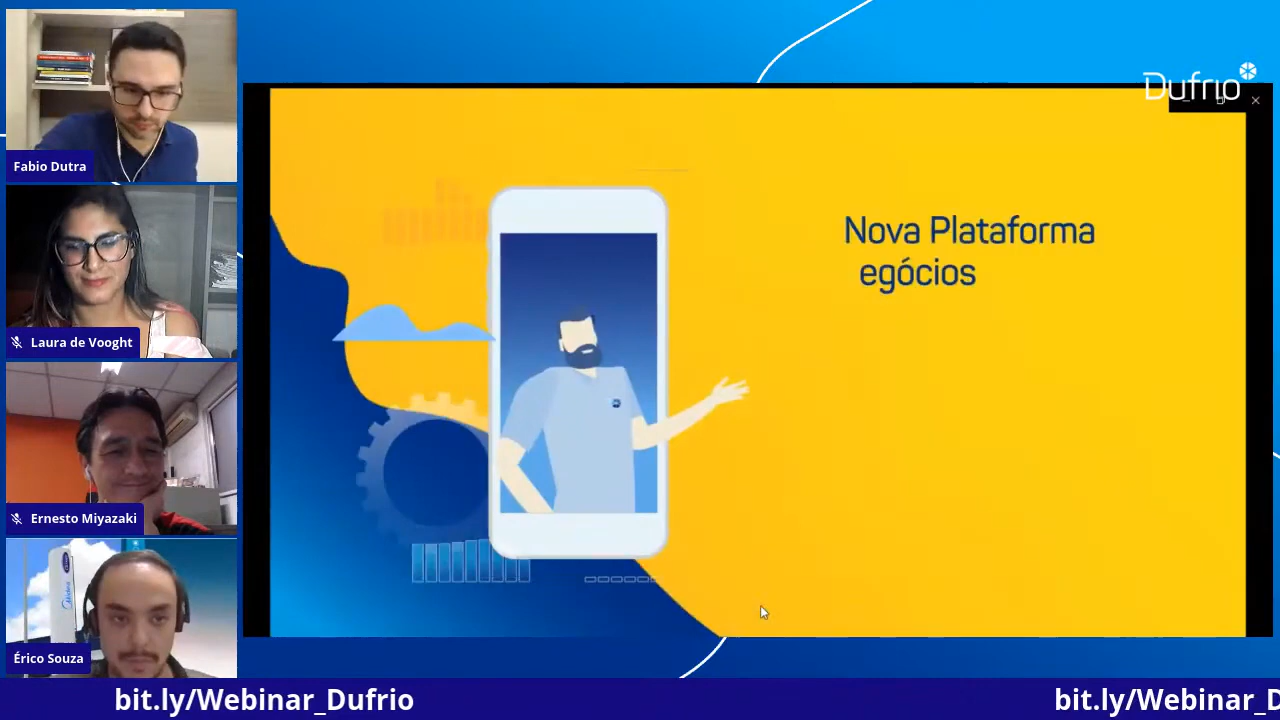 Dufrio
Fabio Dutra
Laura de Vooght
Ernesto Miyazaki
Érico Souza
Nova Plataforma
egócios
bit.ly/Webinar_Dufrio
bit.ly/Webinar_D